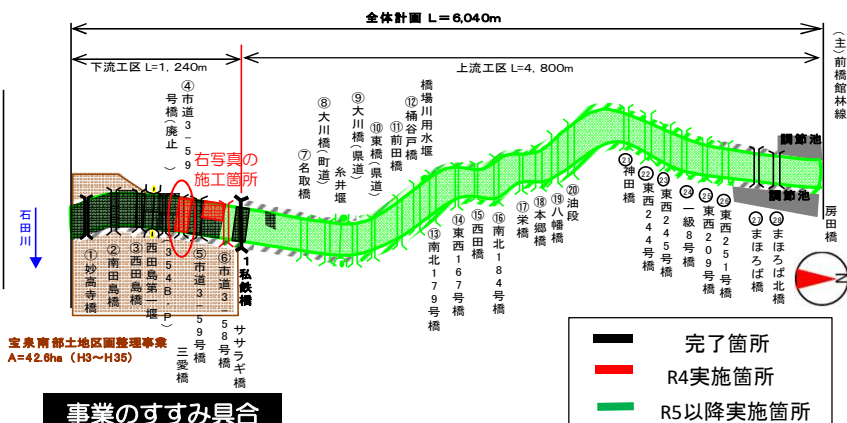 全体計画 L=6,040m
下流工区 L=1,240m
上流工区 L=4,800m
(主)前橋館林線
④市道3-59号橋(廃止)
右写真の
施工箇所
⑦名取橋
⑧大川橋(町道)
糸井堰
⑨大川橋(県道)
⑩東橋(県道)
⑪前田橋
⑫桶谷戸橋
橋場川用水堰
調節池
調節池
石田川
①妙高寺橋
②南田島橋
③西田島橋
西田島第一堰
(354B.P)
三愛橋
⑤市道3-59号橋
⑥市道3-58号橋
ササラギ橋
1私鉄橋
⑬南北179号橋
⑭東西167号橋
⑮西田橋
⑯南北184号橋
⑰栄橋
⑱本郷橋
⑲八幡橋
⑳油段
㉑神田橋
㉒東西244号橋
㉓東西245号橋
㉔一級8号橋
㉕東西209号橋
㉖東西251号橋
㉗まほろば橋
㉘まほろば北橋
房田橋
N
宝泉南部土地区画整理事業
A=42.6ha (H3~H35)
事業のすすみ具合
完了箇所
R4実施箇所
R5以降実施箇所